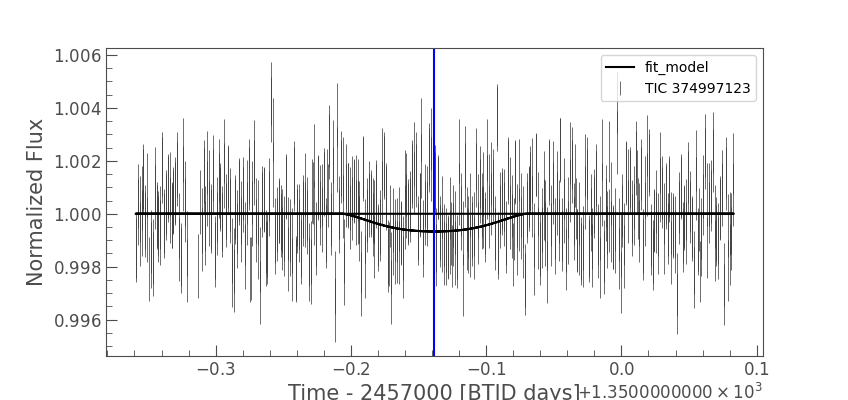 1.006
1.004
1.002
1.000
0.998
0.996
Normalized Flux
fit_model
TIC 374997123
−0.3
−0.2
−0.1
0.0
0.1
Time - 2457000 [BTJD days]
+1.3500000000 × 10³